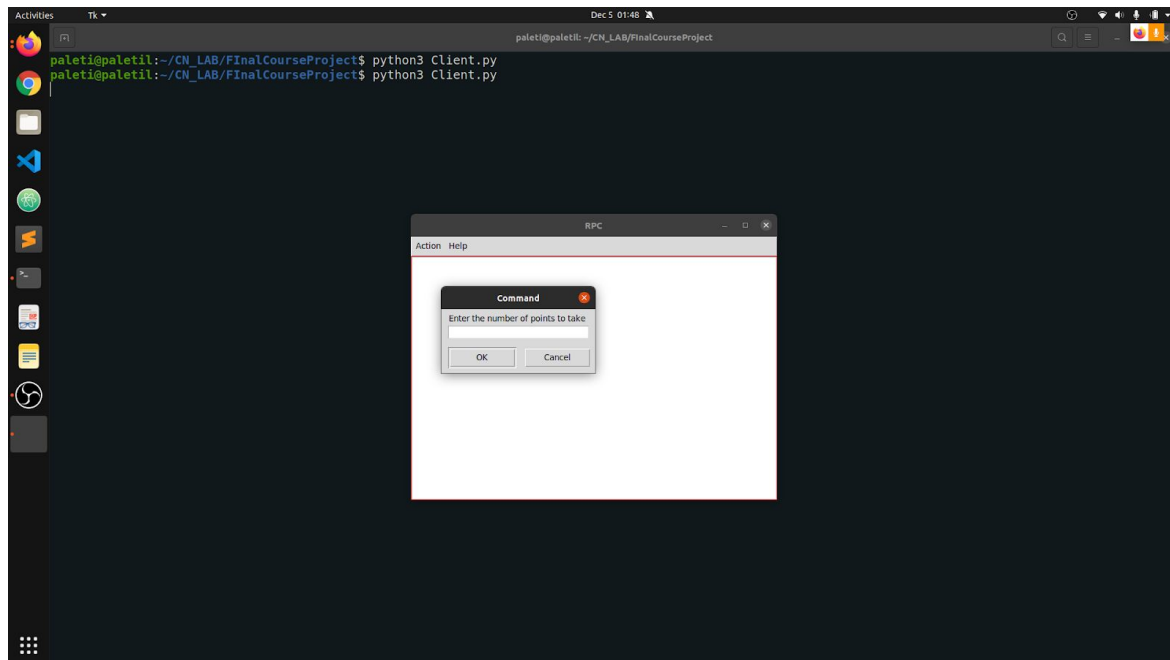 Activities Tk Dec 5 01:48
paleti@paletil: ~/CN_LAB/FInalCourseProject
paleti@paletil:~/CN_LAB/FInalCourseProject$ python3 Client.py
paleti@paletil:~/CN_LAB/FInalCourseProject$ python3 Client.py
RPC
Action Help
Command
Enter the number of points to take
OK Cancel